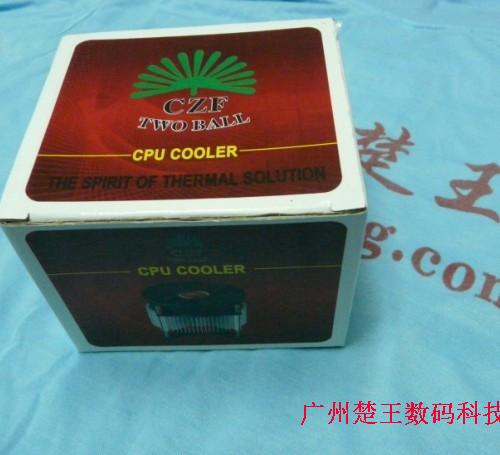 CZF
TWO BALL
CPU COOLER
THE SPIRIT OF THERMAL SOLUTION
CPU COOLER
楚王
g.com
广州楚王数码科技